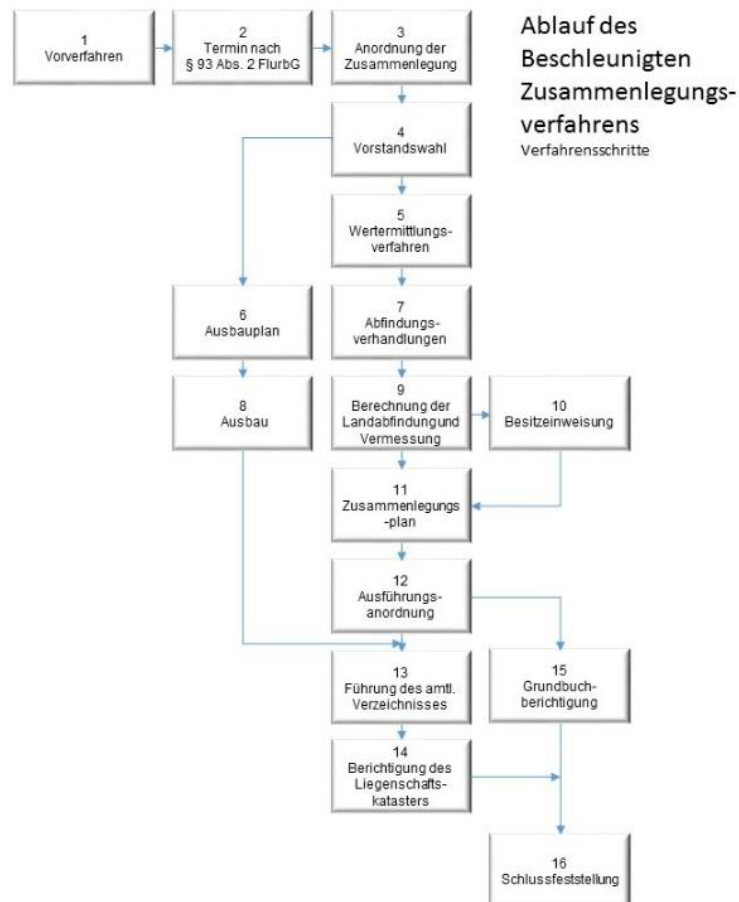 Ablauf des
Beschleunigten
Zusammenlegungs-
verfahrens
Verfahrensschritte
1
Vorverfahren
2
Termin nach
§ 93 Abs. 2 FlurbG
3
Anordnung der
Zusammenlegung
4
Vorstandswahl
5
Wertermittlungs-
verfahren
6
Ausbauplan
7
Abfindungs-
verhandlungen
8
Ausbau
9
Berechnung der
Landabfindung und
Vermessung
10
Besitzeinweisung
11
Zusammenlegungs
-plan
12
Ausführungs-
anordnung
13
Führung des amtl.
Verzeichnisses
14
Berichtigung des
Liegenschafts-
katasters
15
Grundbuch-
berichtigung
16
Schlussfeststellung